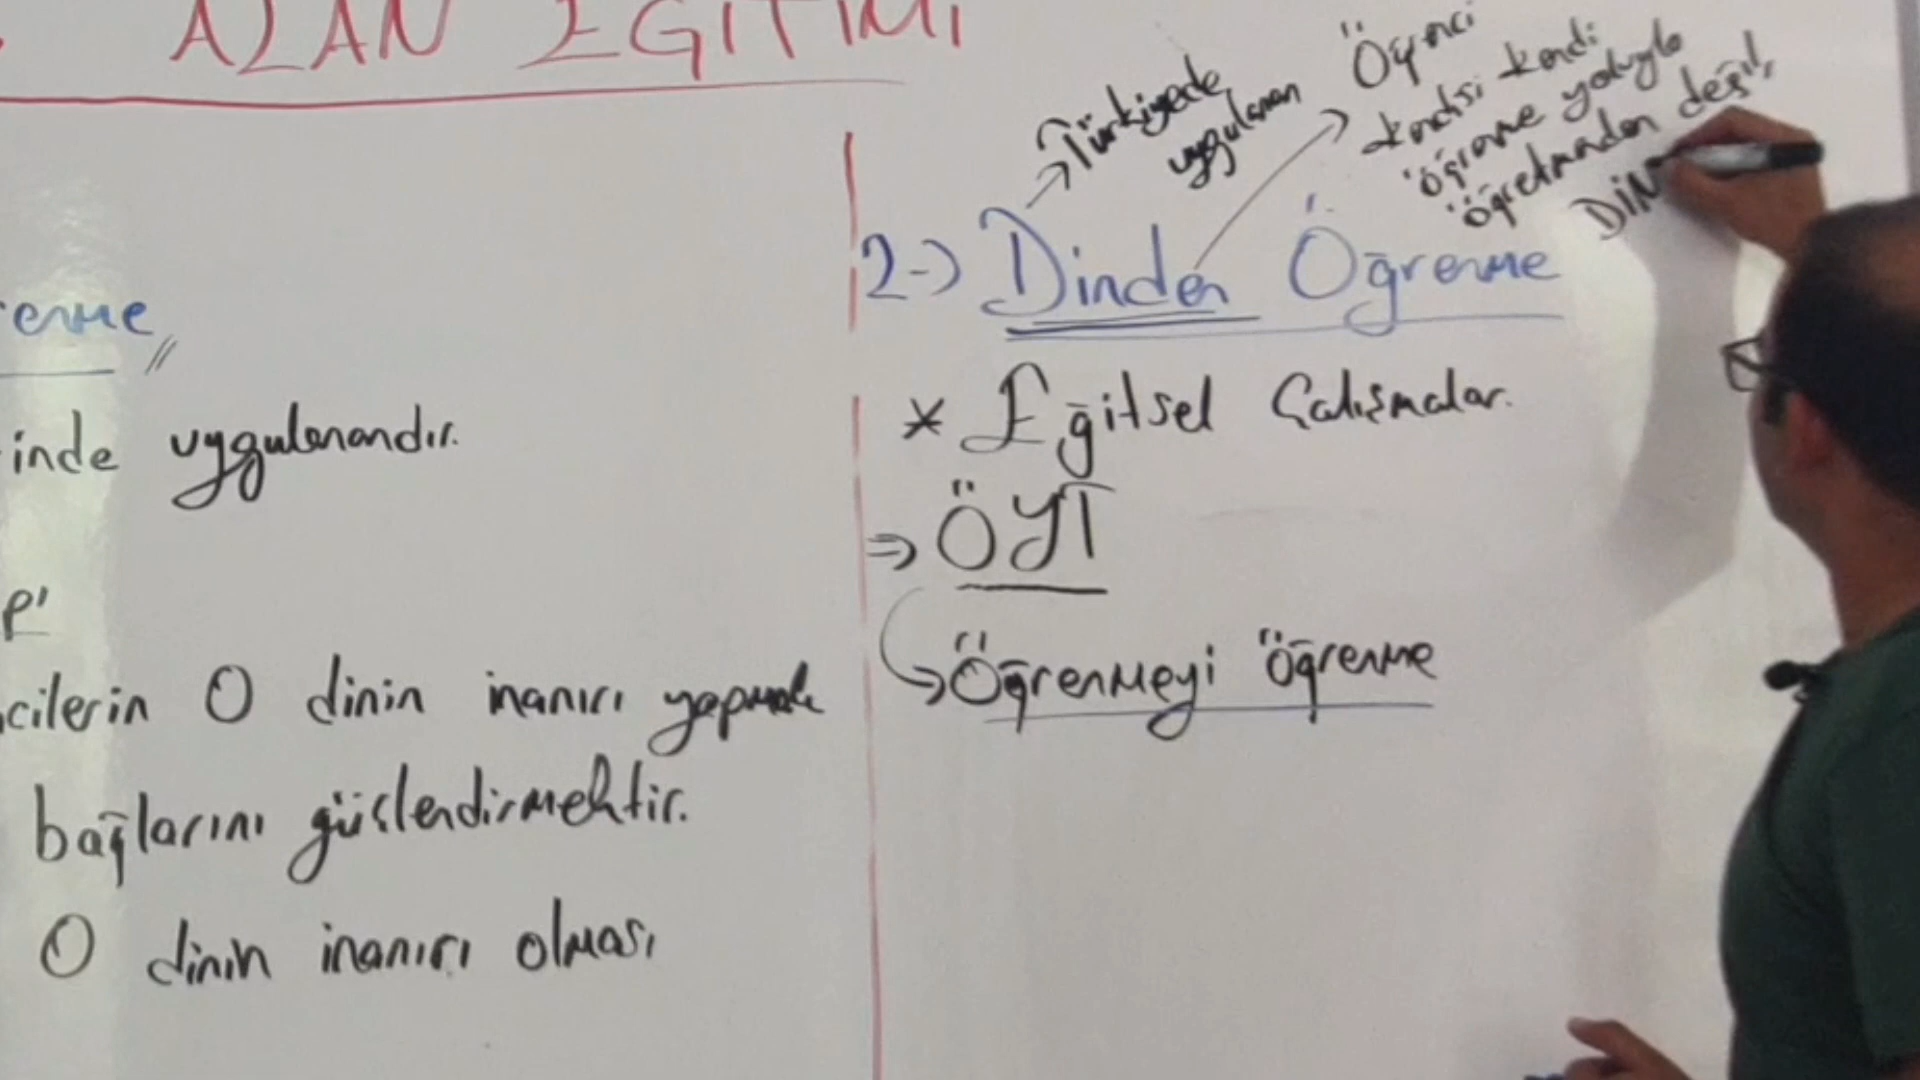 ALAN EĞİTİMİ
erme
inde uygulanandır.
cilerin O dinin inanırı yapmak
bağlarını güçlendirmektir.
O dinin inanırı olması
Türkiyede
uygulanan
Öğrenci
kendisi kendi
öğrenme yoluyla
öğretmenden değil,
DİN
2-) Dinden Öğrenme
* Eğitsel Çalışmalar.
⇒ ÖYT
→ Öğrenmeyi öğrenme